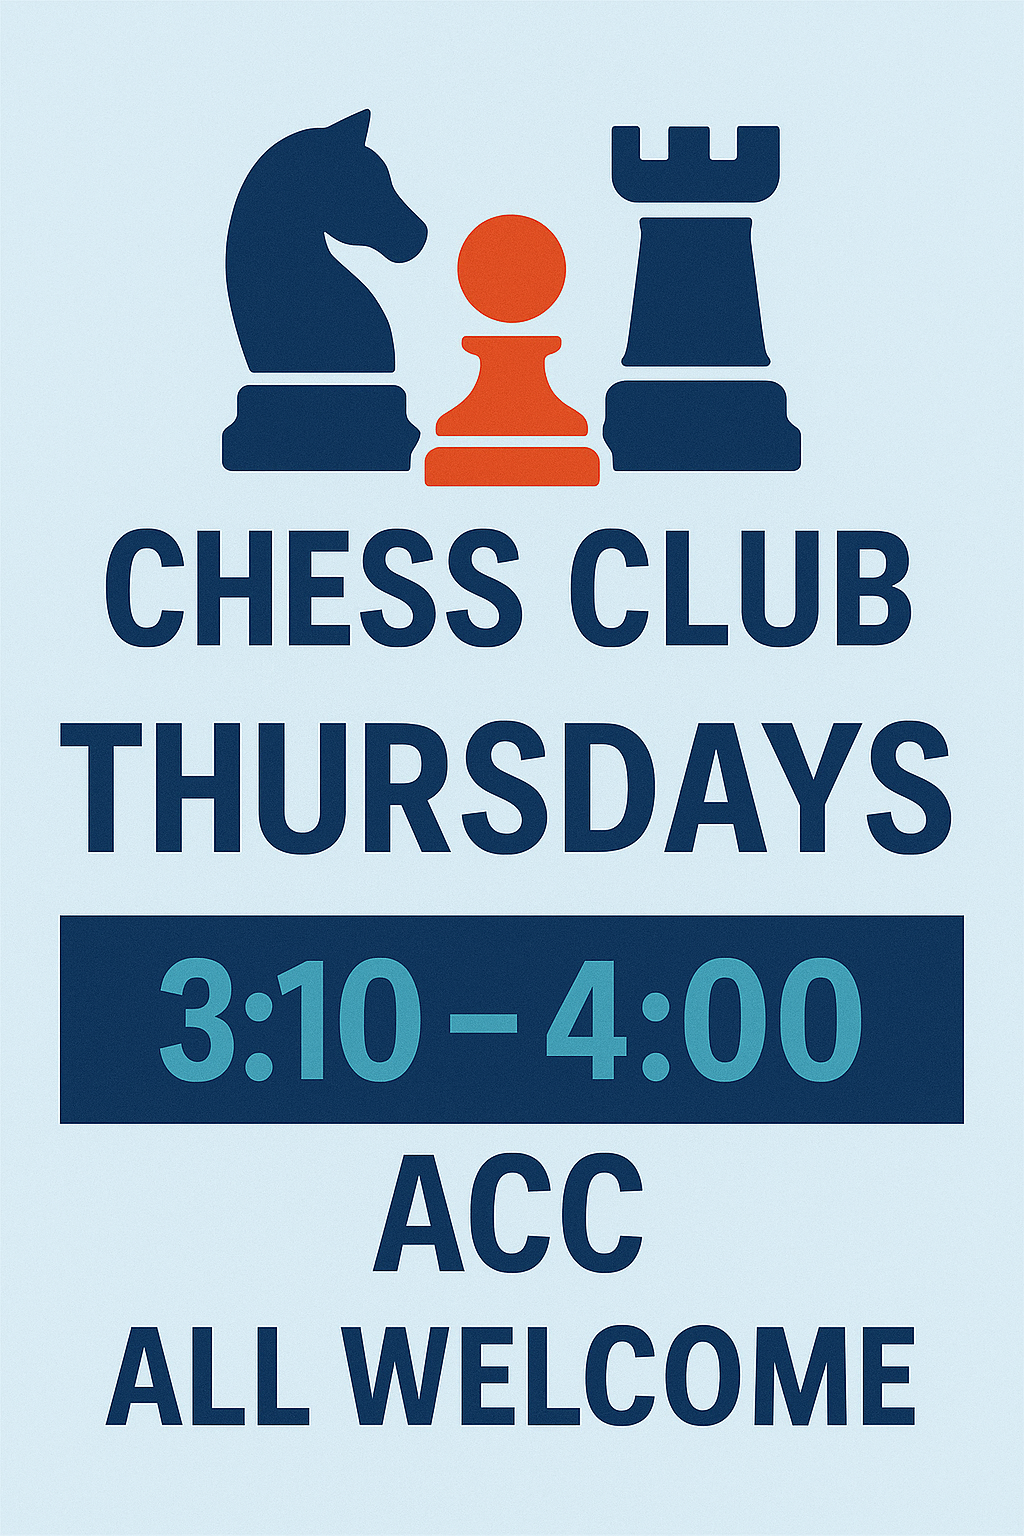 CHESS CLUB
THURSDAYS
3:10 – 4:00
ACC
ALL WELCOME